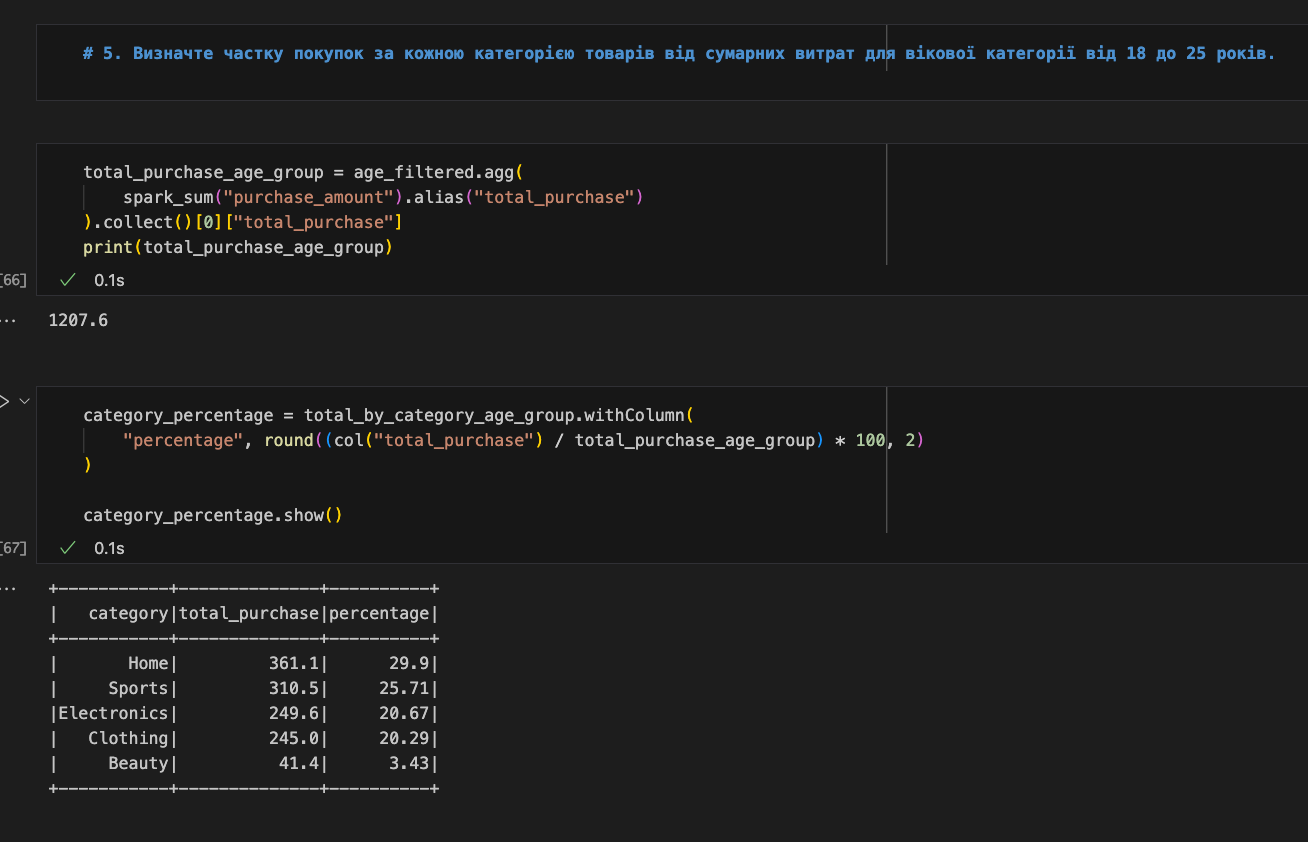 # 5. Визначте частку покупок за кожною категорією товарів від сумарних витрат для вікової категорії від 18 до 25 років.
total_purchase_age_group = age_filtered.agg(
    spark_sum("purchase_amount").alias("total_purchase")
).collect()[0]["total_purchase"]
print(total_purchase_age_group)
[66]
0.1s
... 1207.6
category_percentage = total_by_category_age_group.withColumn(
    "percentage", round((col("total_purchase") / total_purchase_age_group) * 100, 2)
)
category_percentage.show()
[67]
0.1s
...
+-----------+--------------+----------+
|   category|total_purchase|percentage|
+-----------+--------------+----------+
|       Home|         361.1|      29.9|
|     Sports|         310.5|     25.71|
|Electronics|         249.6|     20.67|
|   Clothing|         245.0|     20.29|
|     Beauty|          41.4|      3.43|
+-----------+--------------+----------+